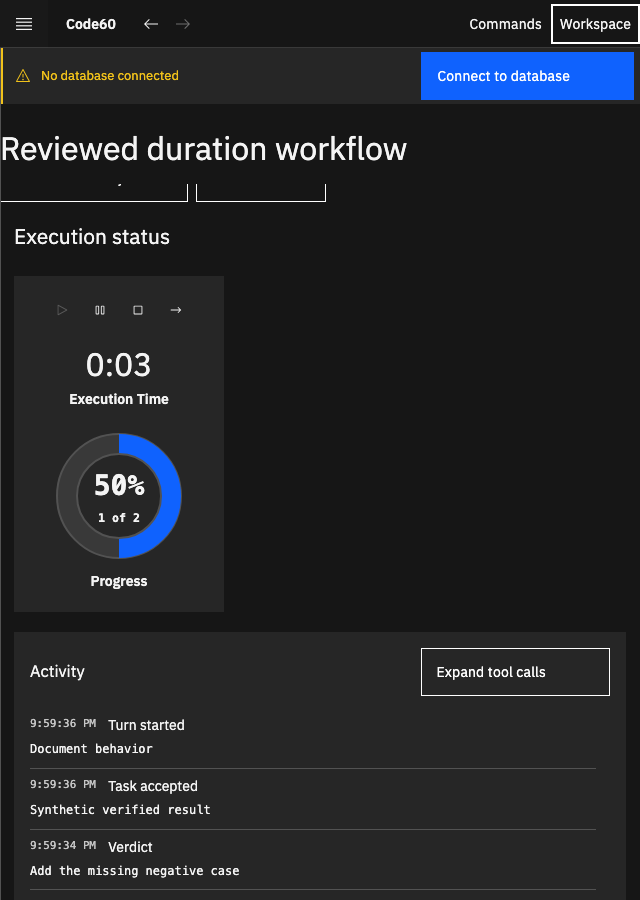 Code60
Commands
Workspace
No database connected
Connect to database
Reviewed duration workflow
Execution status
0:03
Execution Time
50%
1 of 2
Progress
Activity
Expand tool calls
9:59:36 PM Turn started
Document behavior
9:59:36 PM Task accepted
Synthetic verified result
9:59:34 PM Verdict
Add the missing negative case